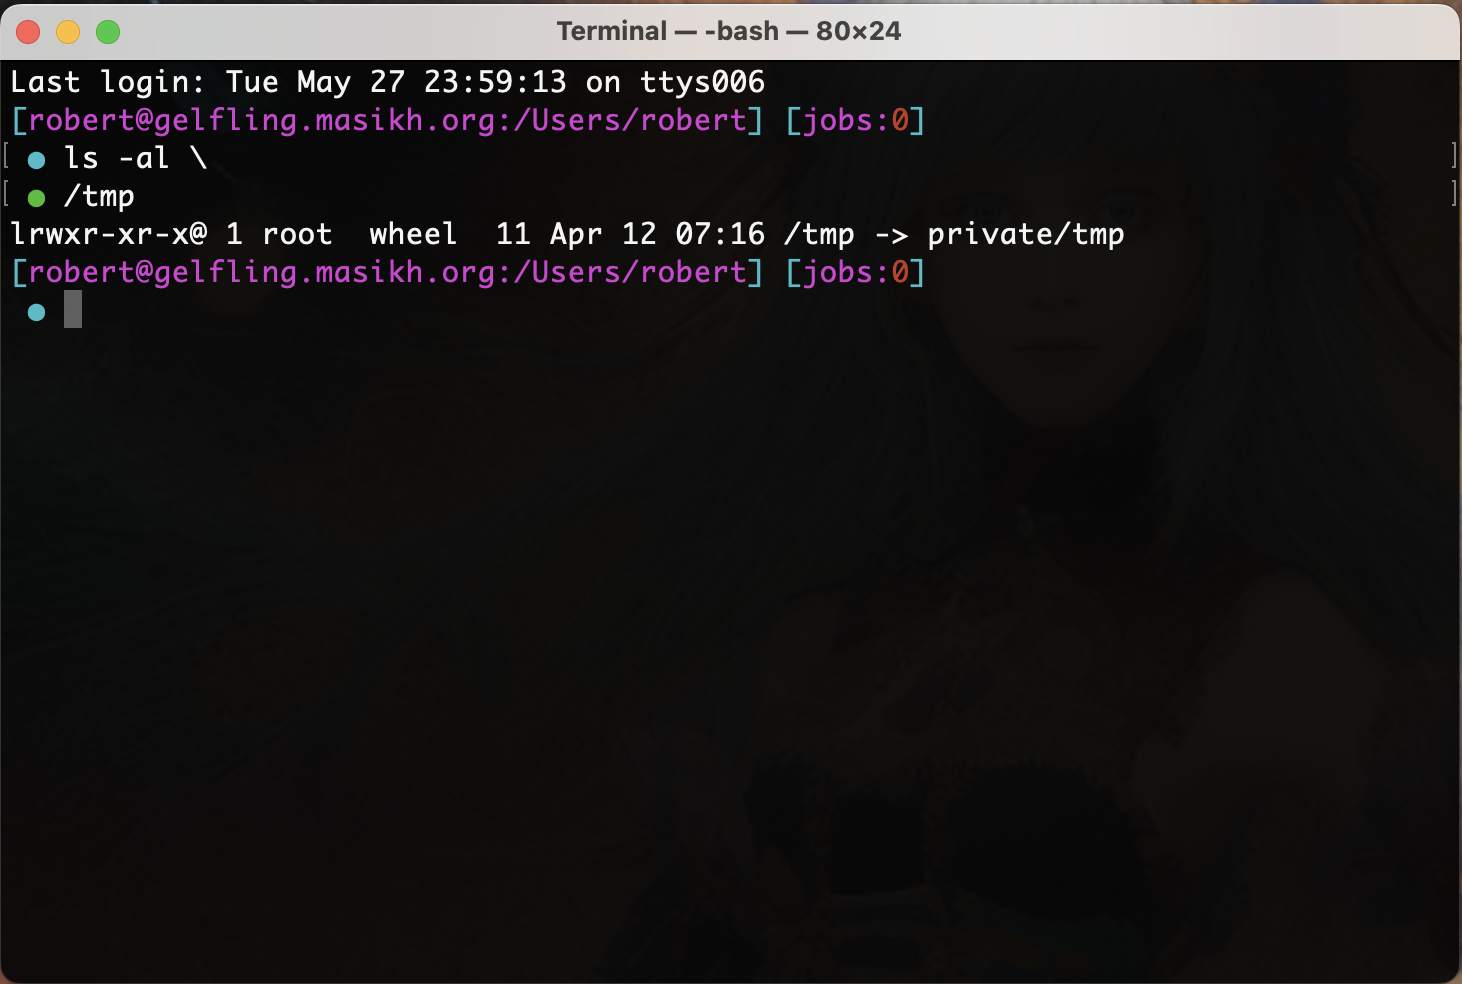 Terminal — -bash — 80×24
Last login: Tue May 27 23:59:13 on ttys006
[robert@gelfling.masikh.org:/Users/robert] [jobs:0]
[ ● ls -al \ ]
[ ● /tmp ]
lrwxr-xr-x@ 1 root  wheel  11 Apr 12 07:16 /tmp -> private/tmp
[robert@gelfling.masikh.org:/Users/robert] [jobs:0]
●